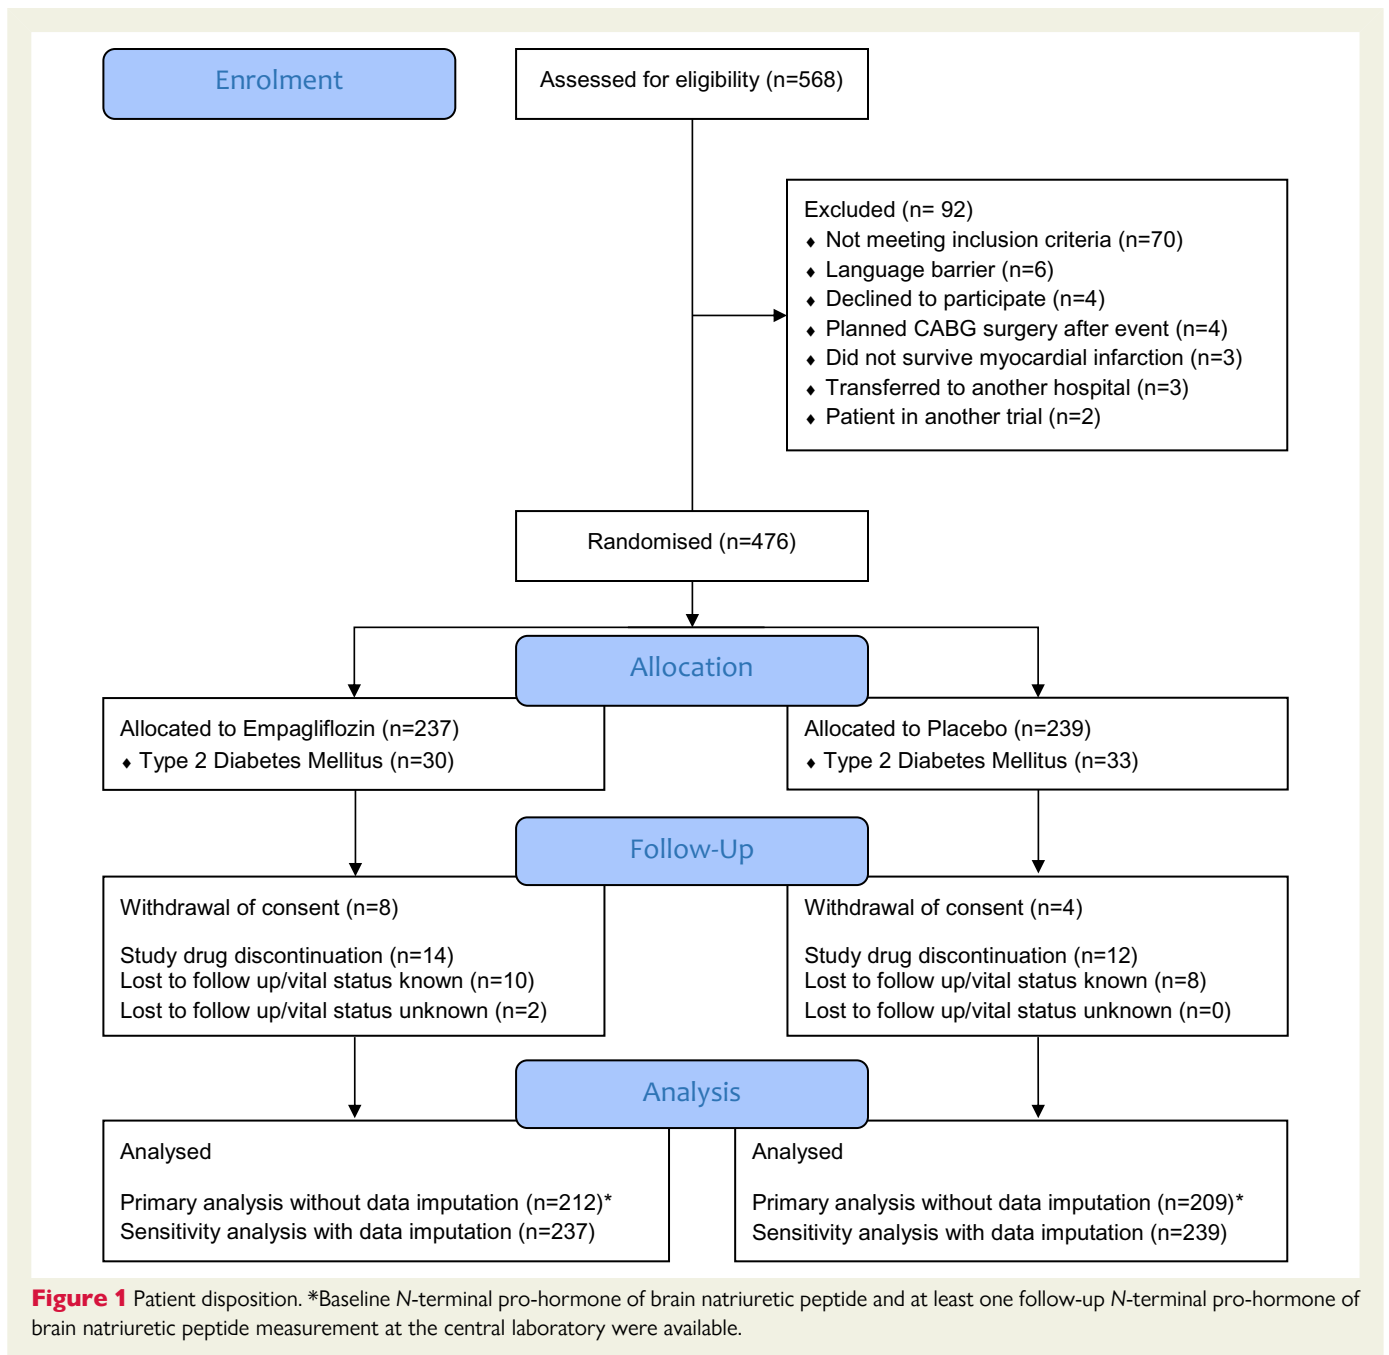 Enrolment
Assessed for eligibility (n=568)
Excluded (n= 92)
♦ Not meeting inclusion criteria (n=70)
♦ Language barrier (n=6)
♦ Declined to participate (n=4)
♦ Planned CABG surgery after event (n=4)
♦ Did not survive myocardial infarction (n=3)
♦ Transferred to another hospital (n=3)
♦ Patient in another trial (n=2)
Randomised (n=476)
Allocation
Allocated to Empagliflozin (n=237)
♦ Type 2 Diabetes Mellitus (n=30)
Allocated to Placebo (n=239)
♦ Type 2 Diabetes Mellitus (n=33)
Follow-Up
Withdrawal of consent (n=8)
Study drug discontinuation (n=14)
Lost to follow up/vital status known (n=10)
Lost to follow up/vital status unknown (n=2)
Withdrawal of consent (n=4)
Study drug discontinuation (n=12)
Lost to follow up/vital status known (n=8)
Lost to follow up/vital status unknown (n=0)
Analysis
Analysed
Primary analysis without data imputation (n=212)*
Sensitivity analysis with data imputation (n=237)
Analysed
Primary analysis without data imputation (n=209)*
Sensitivity analysis with data imputation (n=239)
Figure 1 Patient disposition. *Baseline N-terminal pro-hormone of brain natriuretic peptide and at least one follow-up N-terminal pro-hormone of
brain natriuretic peptide measurement at the central laboratory were available.